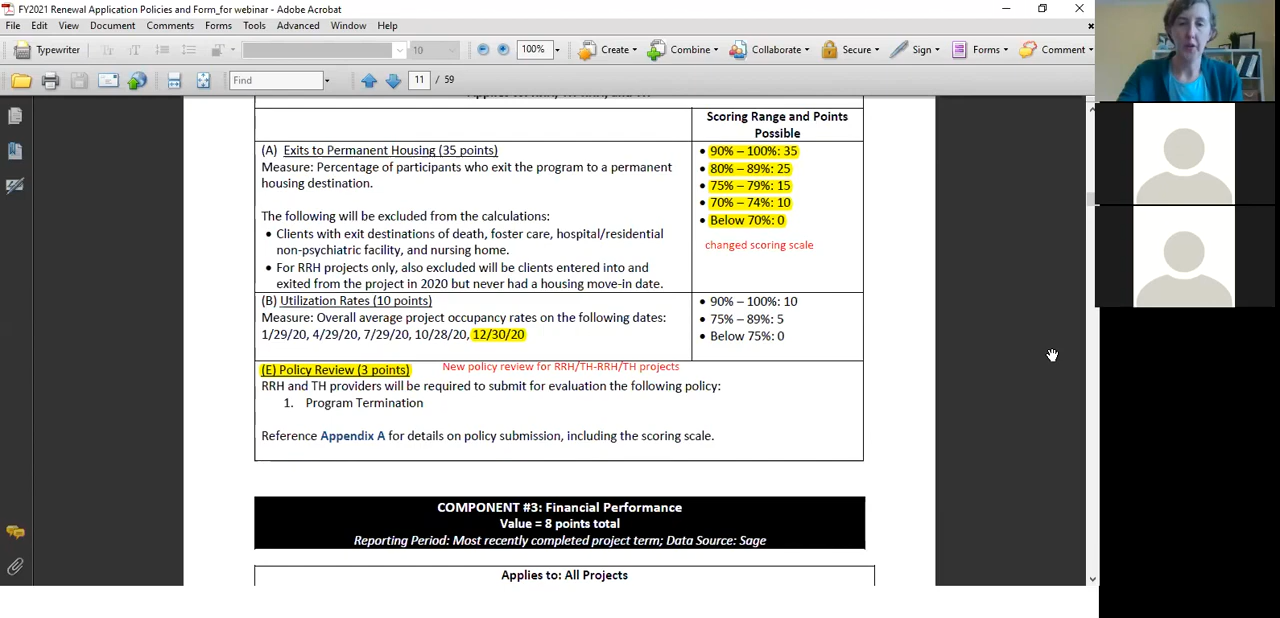 FY2021 Renewal Application Policies and Form_for webinar - Adobe Acrobat
File Edit View Document Comments Forms Tools Advanced Window Help
Typewriter 10 100% Create Combine Collaborate Secure Sign Forms Comment
Find 11 / 59
Scoring Range and Points
Possible
(A) Exits to Permanent Housing (35 points)
Measure: Percentage of participants who exit the program to a permanent
housing destination.
The following will be excluded from the calculations:
• Clients with exit destinations of death, foster care, hospital/residential
non-psychiatric facility, and nursing home.
• For RRH projects only, also excluded will be clients entered into and
exited from the project in 2020 but never had a housing move-in date.
• 90% – 100%: 35
• 80% – 89%: 25
• 75% – 79%: 15
• 70% – 74%: 10
• Below 70%: 0
changed scoring scale
(B) Utilization Rates (10 points)
Measure: Overall average project occupancy rates on the following dates:
1/29/20, 4/29/20, 7/29/20, 10/28/20, 12/30/20
• 90% – 100%: 10
• 75% – 89%: 5
• Below 75%: 0
(E) Policy Review (3 points) New policy review for RRH/TH-RRH/TH projects
RRH and TH providers will be required to submit for evaluation the following policy:
1. Program Termination
Reference Appendix A for details on policy submission, including the scoring scale.
COMPONENT #3: Financial Performance
Value = 8 points total
Reporting Period: Most recently completed project term; Data Source: Sage
Applies to: All Projects